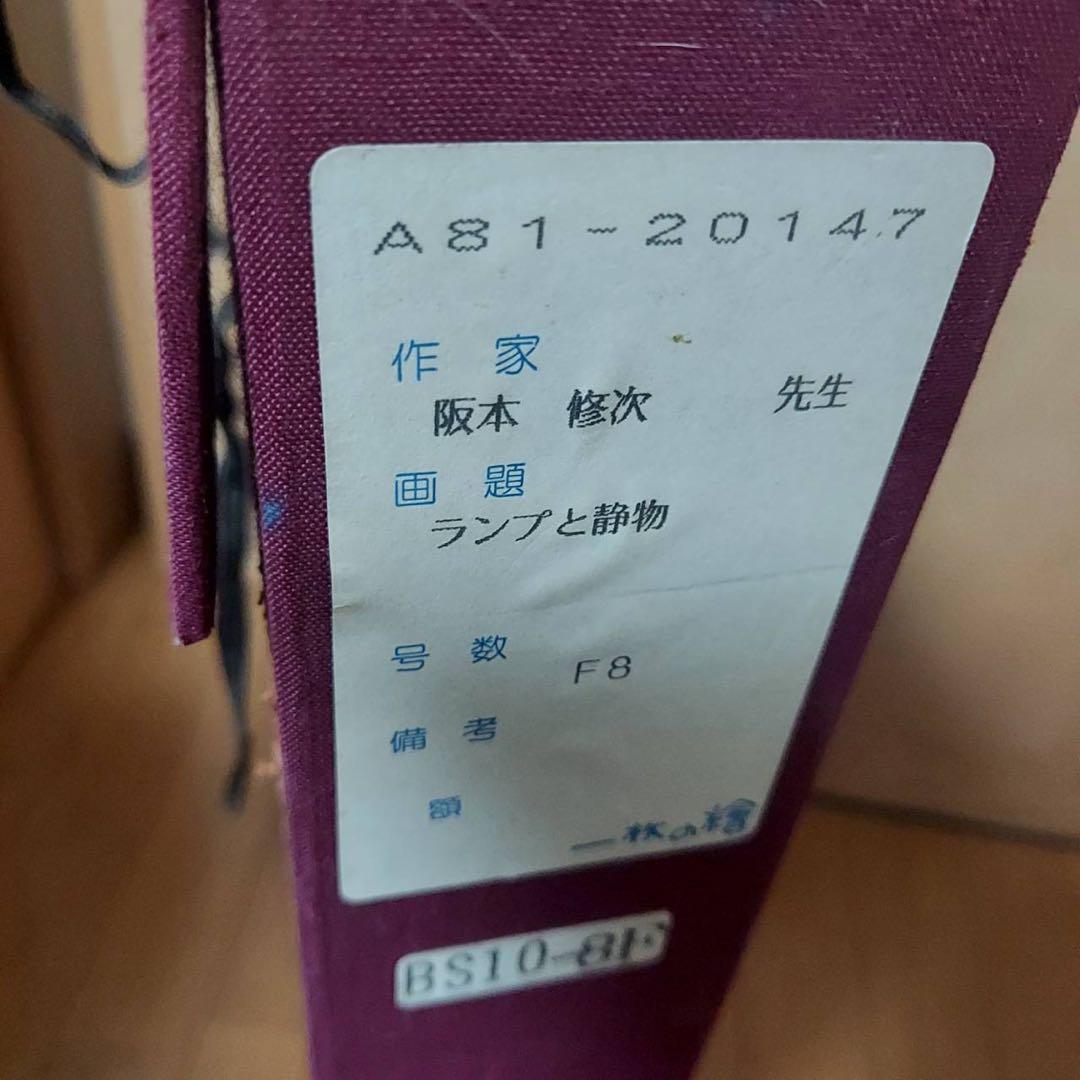 A81-20147
作家
阪本 修次 先生
画題
ランプと静物
号数 F8
備考
額
一枚の繪
BS10-8F